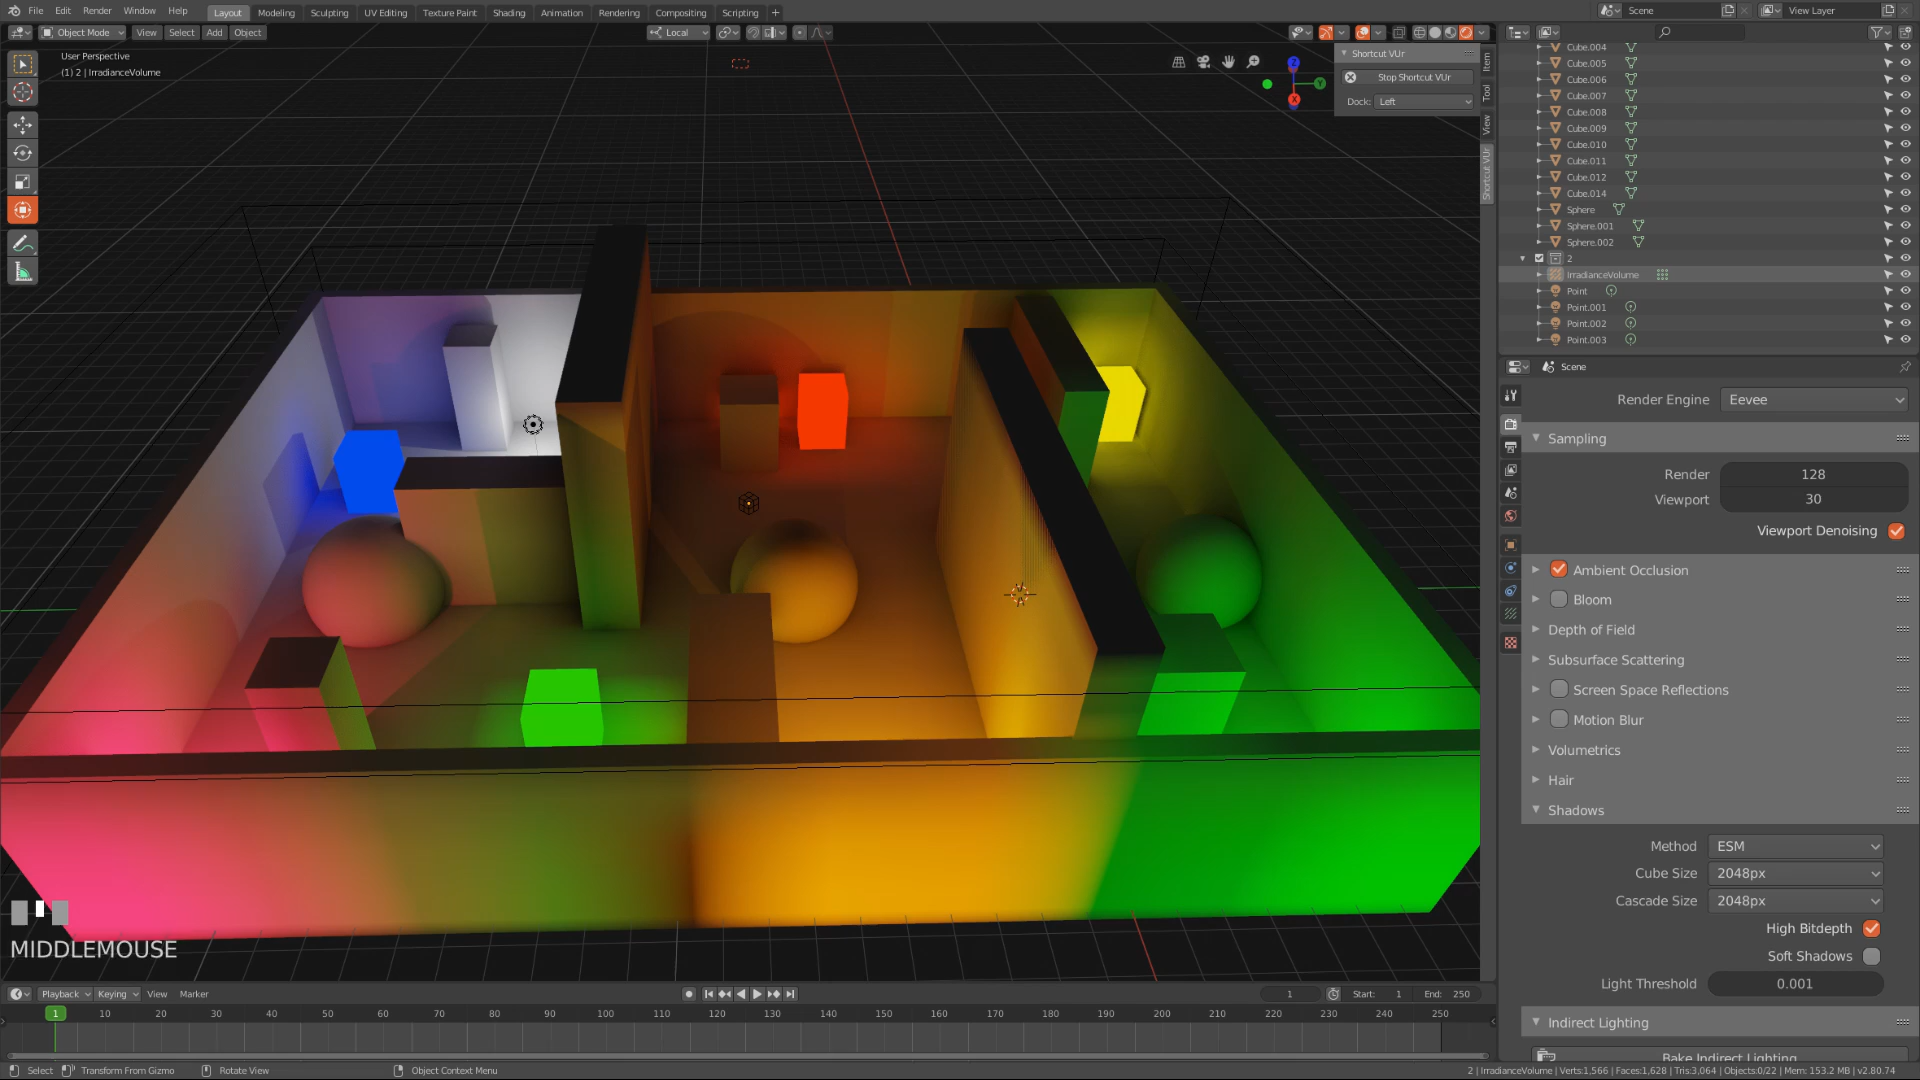 File Edit Render Window Help Layout Modeling Sculpting UV Editing Texture Paint Shading Animation Rendering Compositing Scripting + Scene View Layer
Object Mode View Select Add Object Local
User Perspective
(1) 2 | IrradianceVolume
Shortcut VUr
Stop Shortcut VUr
Dock: Left
Z
Y
X
Item
Tool
View
Shortcut VUr
Cube.004
Cube.005
Cube.006
Cube.007
Cube.008
Cube.009
Cube.010
Cube.011
Cube.012
Cube.014
Sphere
Sphere.001
Sphere.002
2
IrradianceVolume
Point
Point.001
Point.002
Point.003
Scene
Render Engine Eevee
Sampling
Render 128
Viewport 30
Viewport Denoising
Ambient Occlusion
Bloom
Depth of Field
Subsurface Scattering
Screen Space Reflections
Motion Blur
Volumetrics
Hair
Shadows
Method ESM
Cube Size 2048px
Cascade Size 2048px
High Bitdepth
Soft Shadows
Light Threshold 0.001
Indirect Lighting
Bake Indirect Lighting
MIDDLEMOUSE
Playback Keying View Marker 1 Start: 1 End: 250
1 10 20 30 40 50 60 70 80 90 100 110 120 130 140 150 160 170 180 190 200 210 220 230 240 250
Select Transform From Gizmo Rotate View Object Context Menu 2 | IrradianceVolume | Verts:1,566 | Faces:1,628 | Tris:3,064 | Objects:0/22 | Mem: 153.2 MB | v2.80.74